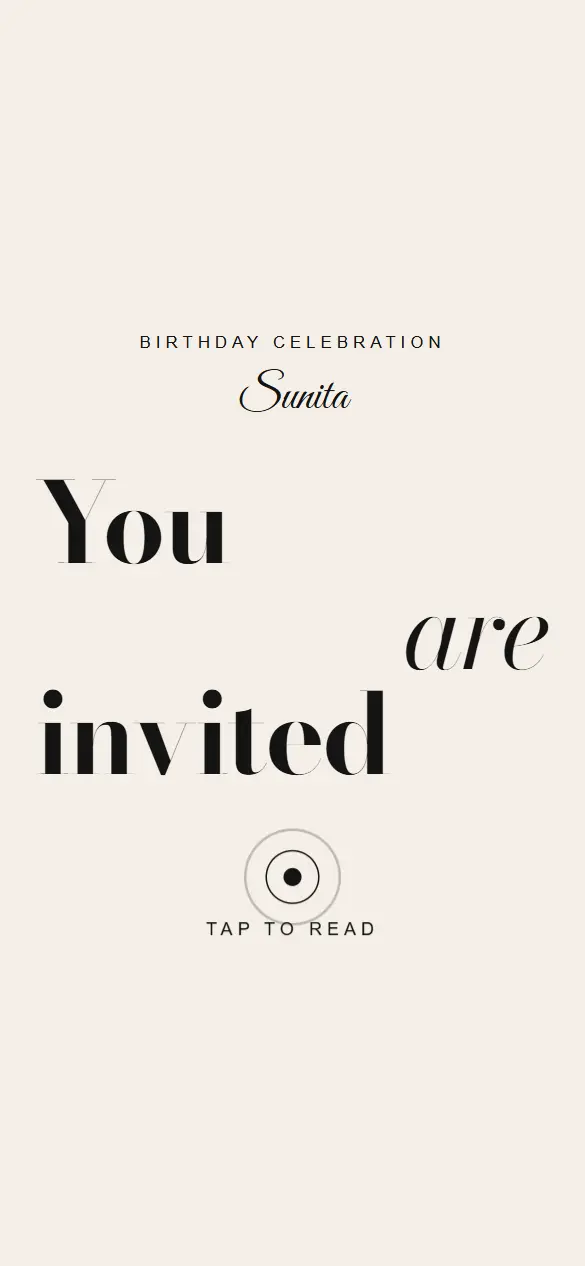 BIRTHDAY CELEBRATION
Sunita
You
are
invited
TAP TO READ